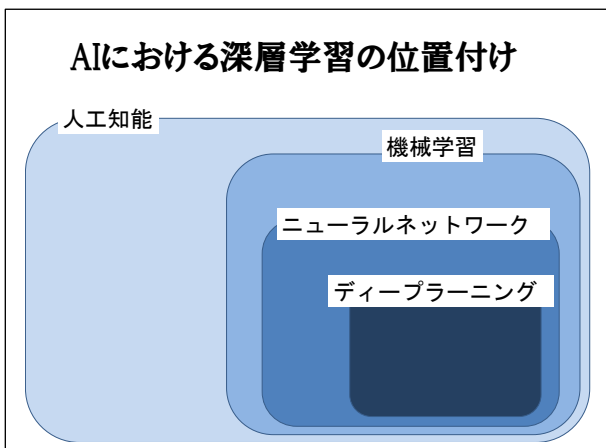 AIにおける深層学習の位置付け
人工知能
機械学習
ニューラルネットワーク
ディープラーニング